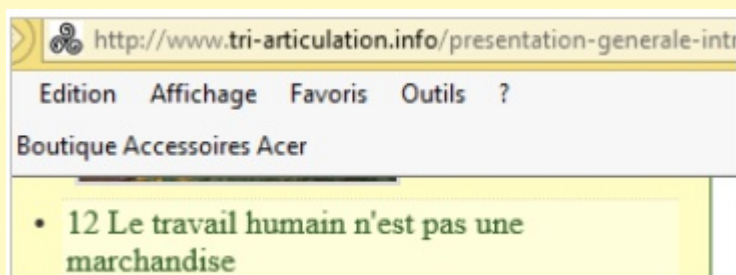 http://www.tri-articulation.info/presentation-generale-intr
Edition Affichage Favoris Outils ?
Boutique Accessoires Acer
• 12 Le travail humain n'est pas une
marchandise